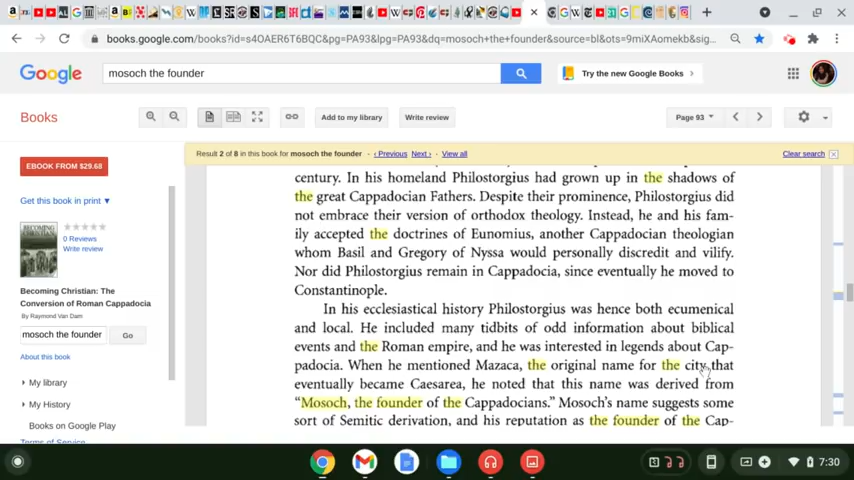 books.google.com/books?id=s4OAER6T6BQC&pg=PA93&lpg=PA93&dq=mosoch+the+founder&source=bl&ots=9miXAomekb&sig...
Google
mosoch the founder
Try the new Google Books
Books
Add to my library
Write review
Page 93
Result 2 of 8 in this book for mosoch the founder
‹ Previous
Next ›
-
View all
Clear search
EBOOK FROM $29.68
Get this book in print ▼
0 Reviews
Write review
Becoming Christian: The
Conversion of Roman Cappadocia
By Raymond Van Dam
mosoch the founder
Go
About this book
My library
My History
Books on Google Play
Terms of Service
century. In his homeland Philostorgius had grown up in the shadows of
the great Cappadocian Fathers. Despite their prominence, Philostorgius did
not embrace their version of orthodox theology. Instead, he and his fam-
ily accepted the doctrines of Eunomius, another Cappadocian theologian
whom Basil and Gregory of Nyssa would personally discredit and vilify.
Nor did Philostorgius remain in Cappadocia, since eventually he moved to
Constantinople.
In his ecclesiastical history Philostorgius was hence both ecumenical
and local. He included many tidbits of odd information about biblical
events and the Roman empire, and he was interested in legends about Cap-
padocia. When he mentioned Mazaca, the original name for the city that
eventually became Caesarea, he noted that this name was derived from
“Mosoch, the founder of the Cappadocians.” Mosoch's name suggests some
sort of Semitic derivation, and his reputation as the founder of the Cap-
7:30